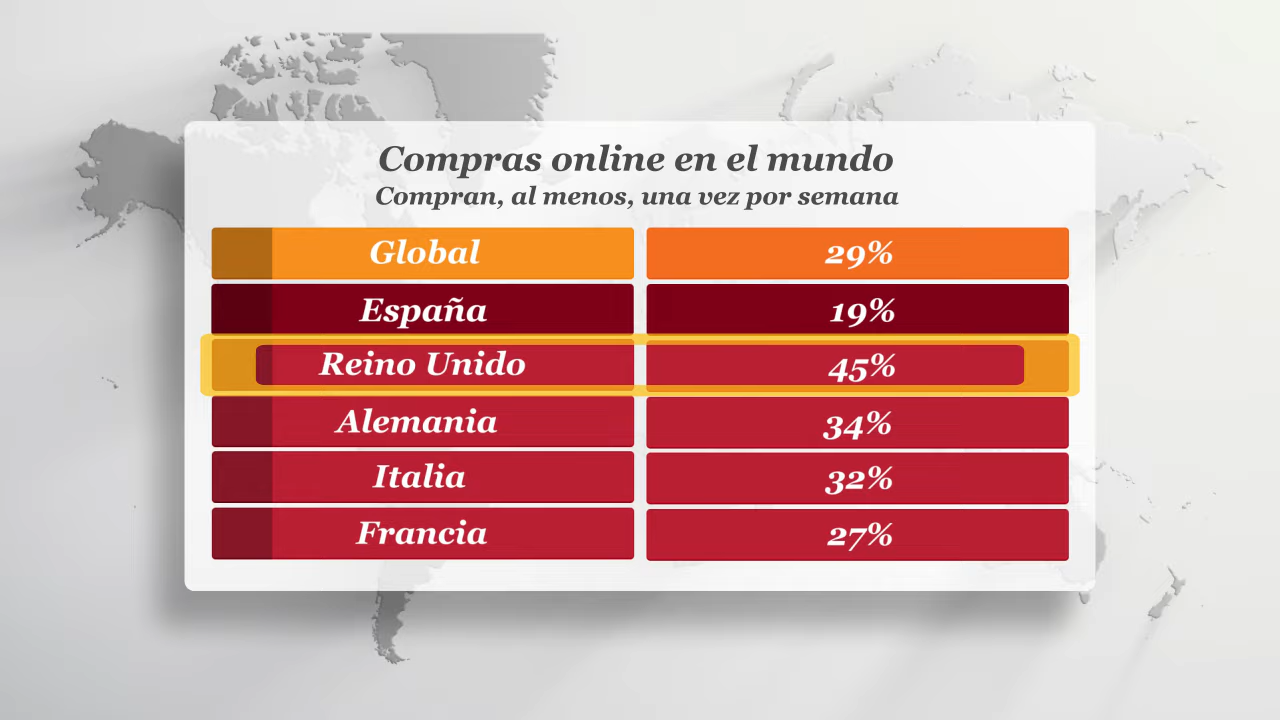 Compras online en el mundo
Compran, al menos, una vez por semana
Global 29%
España 19%
Reino Unido 45%
Alemania 34%
Italia 32%
Francia 27%